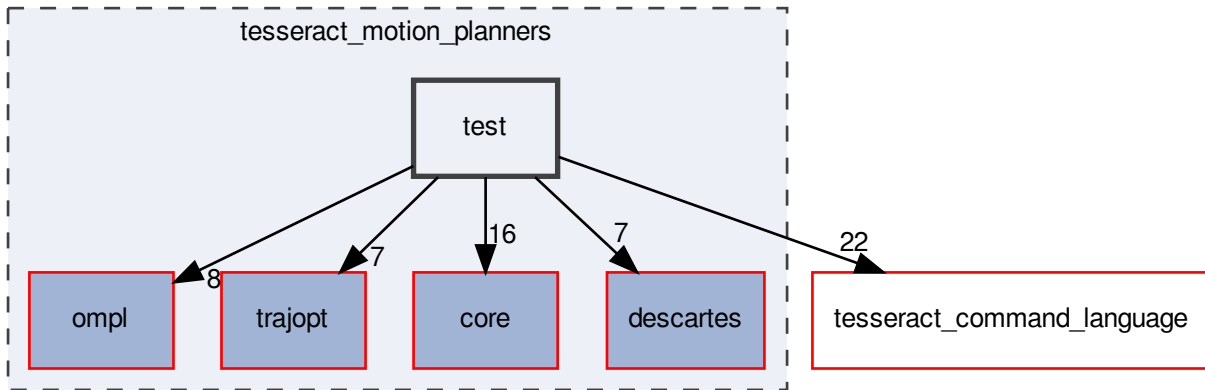 tesseract_motion_planners
test
22
16
7
7
8
ompl
trajopt
core
descartes
tesseract_command_language